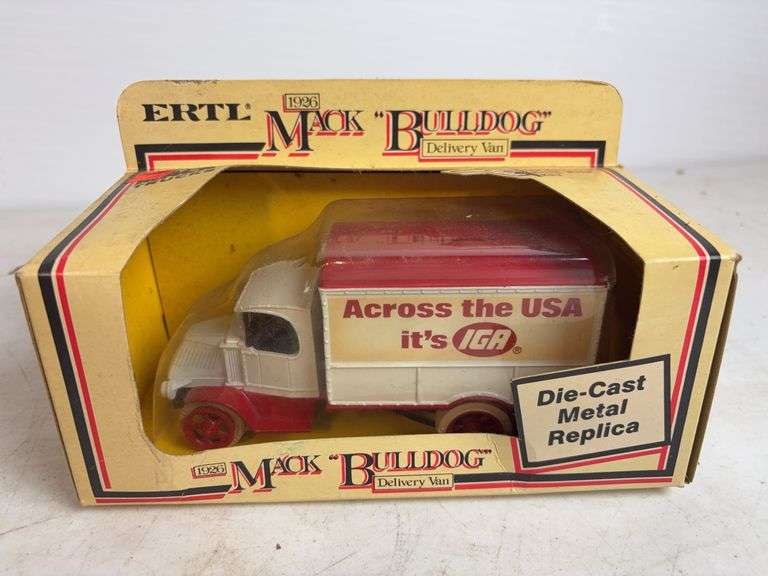 ERTL®
1926
MACK "BULLDOG"
Delivery Van
Across the USA
it's IGA®
Die-Cast
Metal
Replica
1926
MACK "BULLDOG"
Delivery Van